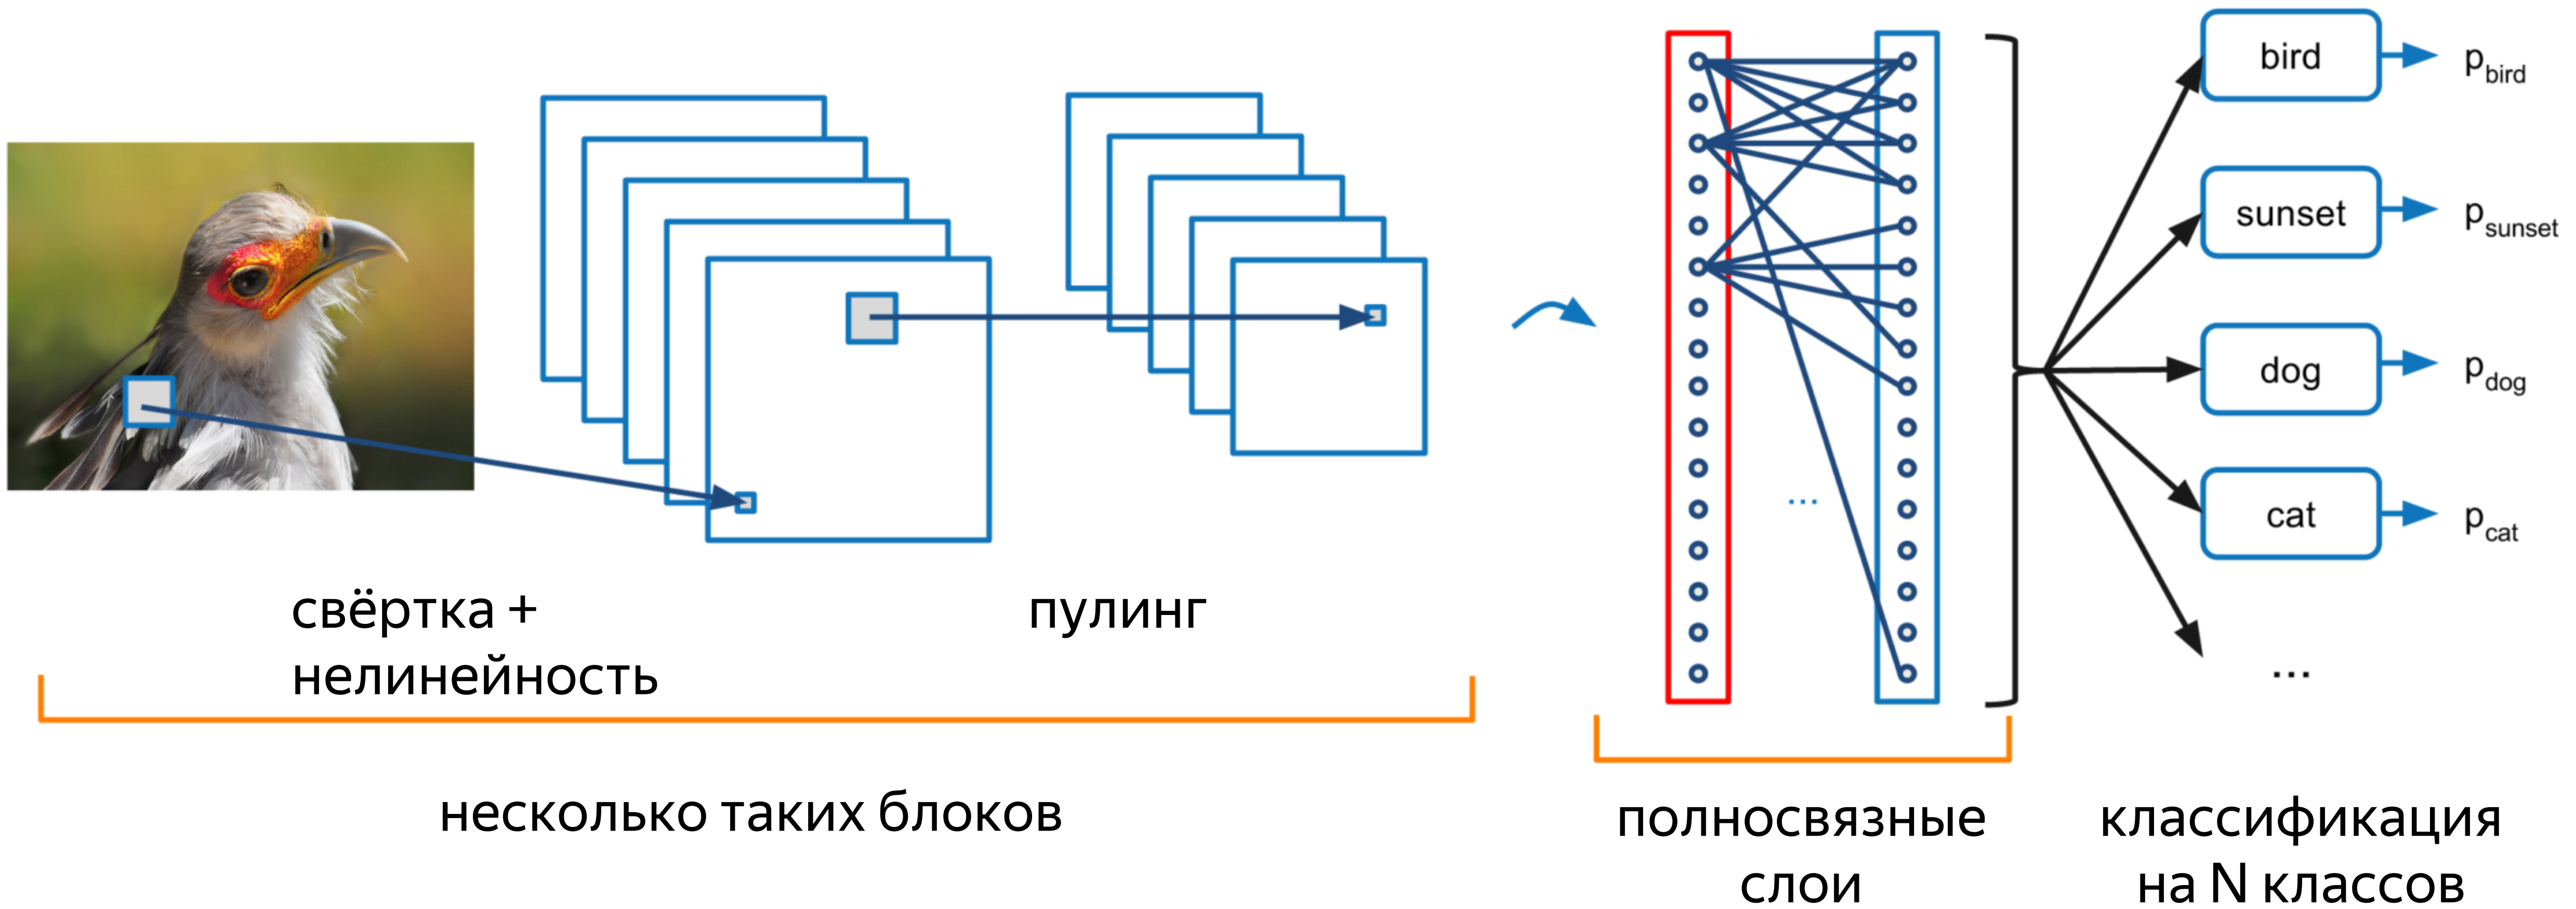 bird
p_bird
sunset
p_sunset
dog
p_dog
cat
p_cat
...
...
свёртка +
нелинейность
пулинг
несколько таких блоков
полносвязные
слои
классификация
на N классов